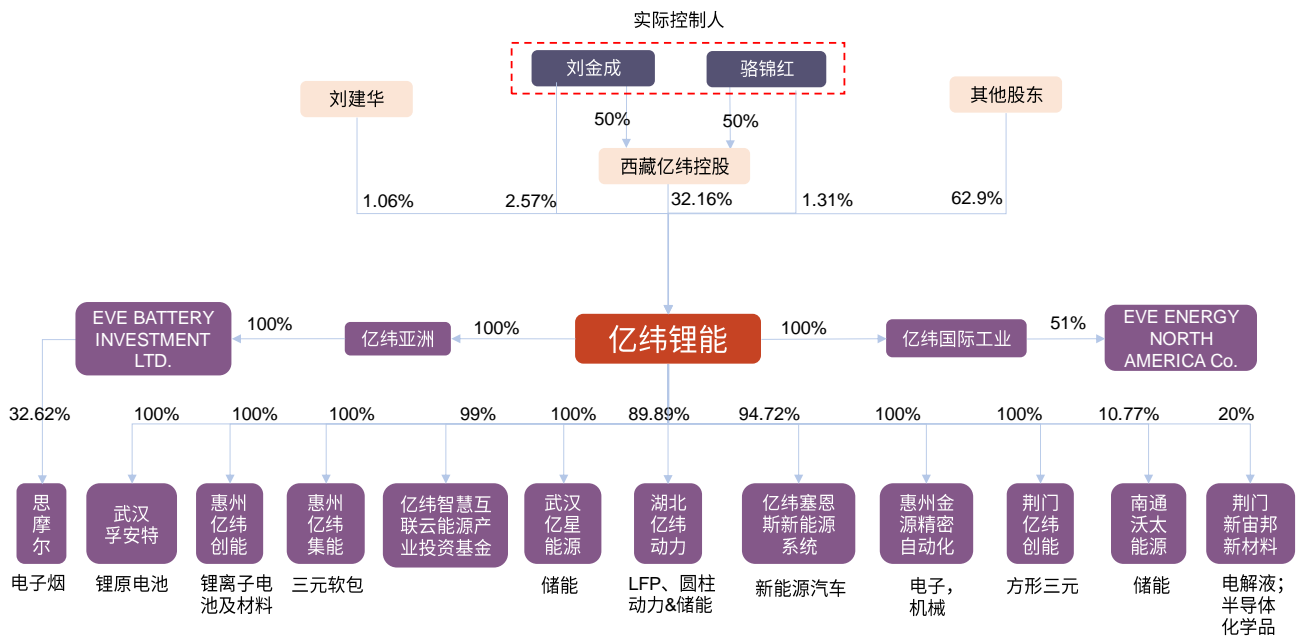 实际控制人
刘金成
骆锦红
刘建华
其他股东
50%
50%
西藏亿纬控股
1.06%
2.57%
32.16%
1.31%
62.9%
EVE BATTERY
INVESTMENT
LTD.
100%
亿纬亚洲
100%
亿纬锂能
100%
亿纬国际工业
51%
EVE ENERGY
NORTH
AMERICA Co.
32.62%
100%
100%
100%
99%
100%
89.89%
94.72%
100%
100%
10.77%
20%
思
摩
尔
武汉
孚安特
惠州
亿纬
创能
惠州
亿纬
集能
亿纬智慧互
联云能源产
业投资基金
武汉
亿星
能源
湖北
亿纬
动力
亿纬塞恩
斯新能源
系统
惠州金
源精密
自动化
荆门
亿纬
创能
南通
沃太
能源
荆门
新宙邦
新材料
电子烟
锂原电池
锂离子电
池及材料
三元软包
储能
LFP、圆柱
动力&储能
新能源汽车
电子，
机械
方形三元
储能
电解液；
半导体
化学品